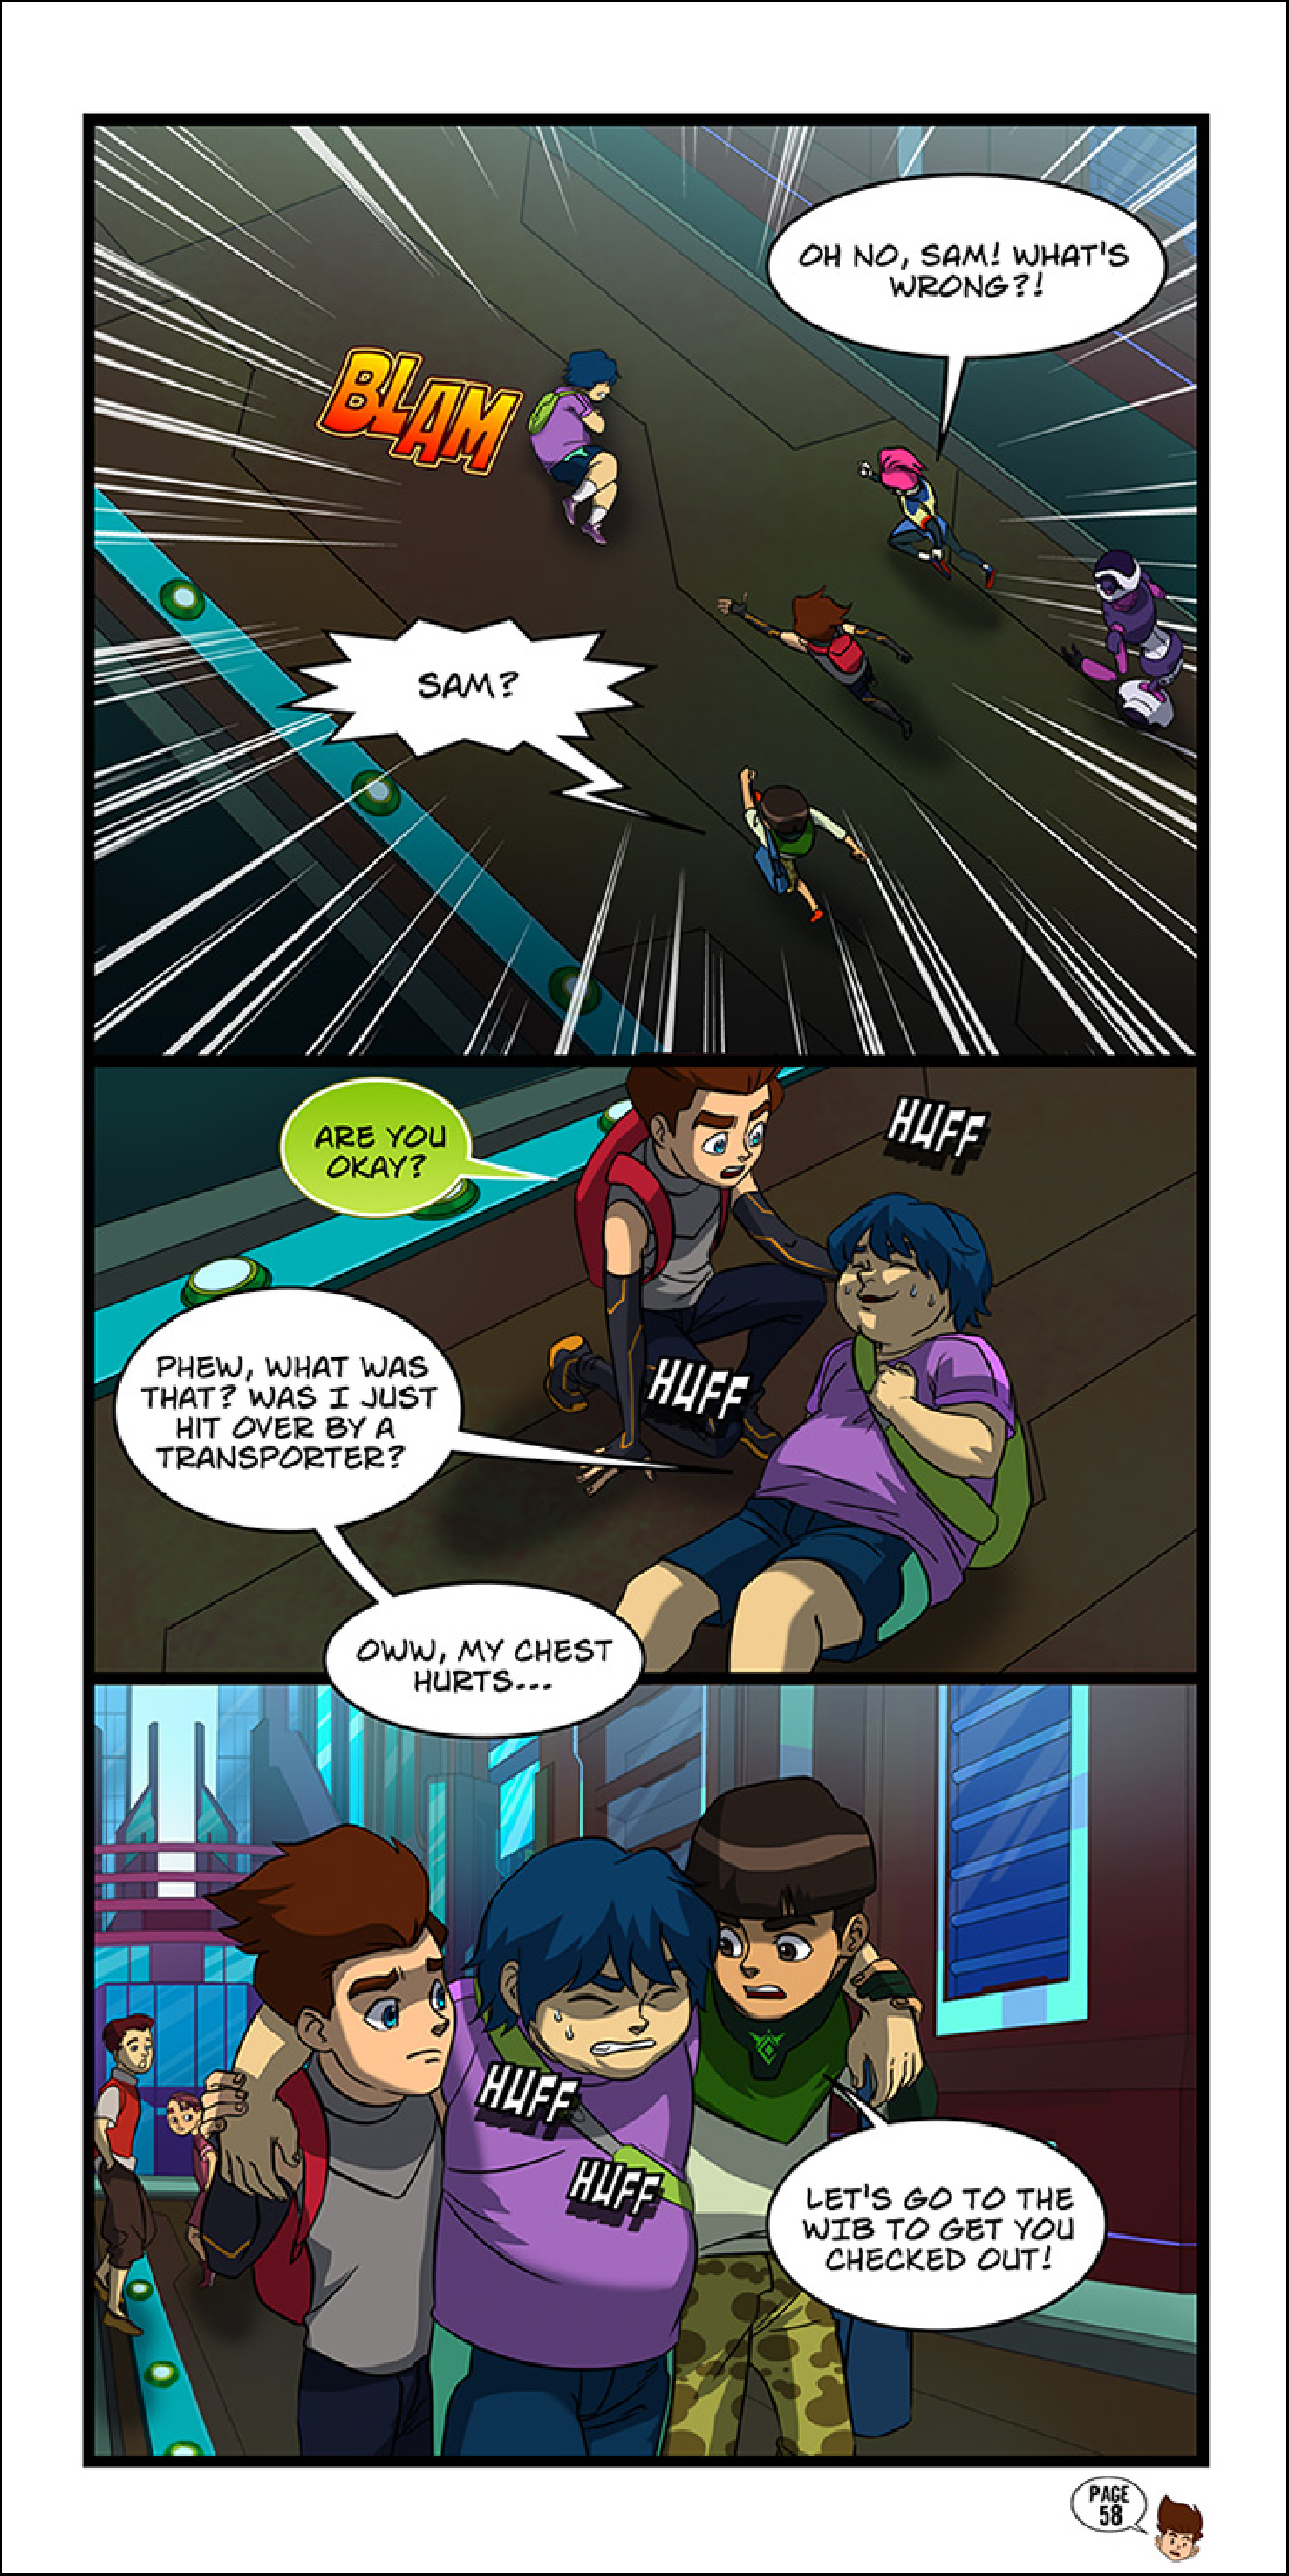 OH NO, SAM! WHAT'S
WRONG?!
BLAM
SAM?
ARE YOU
OKAY?
HUFF
HUFF
PHEW, WHAT WAS
THAT? WAS I JUST
HIT OVER BY A
TRANSPORTER?
OWW, MY CHEST
HURTS...
HUFF
HUFF
LET'S GO TO THE
WIB TO GET YOU
CHECKED OUT!
PAGE
58